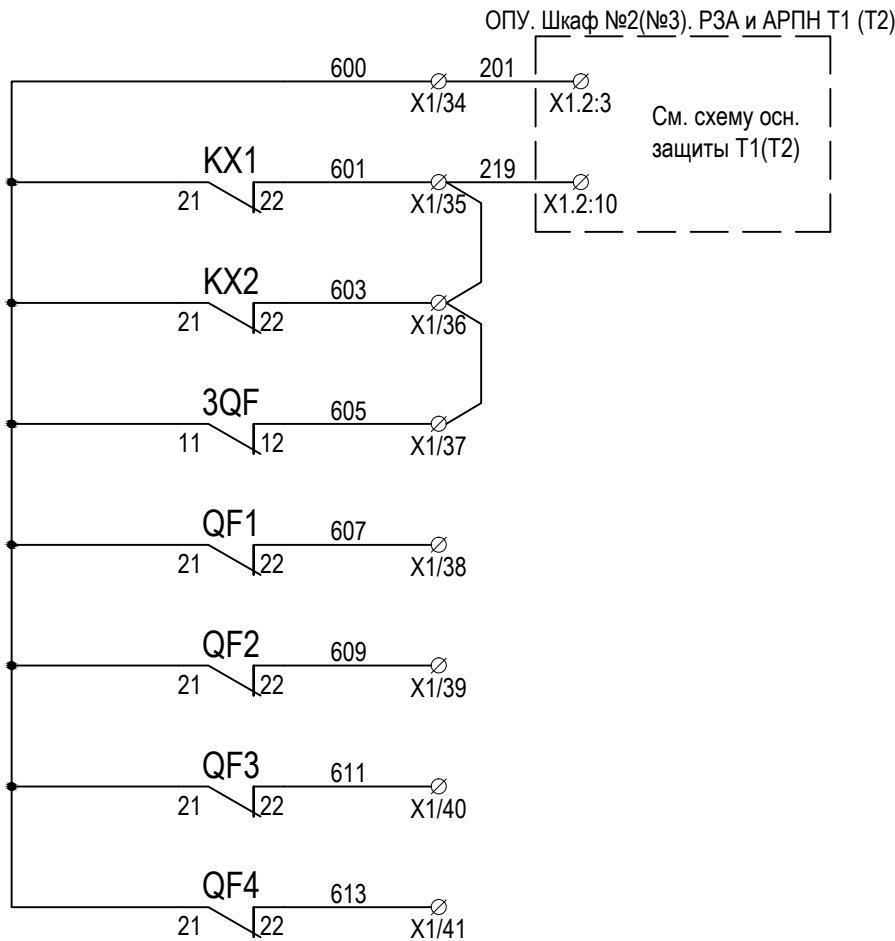 ОПУ. Шкаф №2(№3). РЗА и АРПН Т1 (Т2)
600 201
X1/34 X1.2:3
См. схему осн.
защиты Т1(Т2)
KX1 601 219
21 22 X1/35 X1.2:10
KX2 603
21 22 X1/36
3QF 605
11 12 X1/37
QF1 607
21 22 X1/38
QF2 609
21 22 X1/39
QF3 611
21 22 X1/40
QF4 613
21 22 X1/41